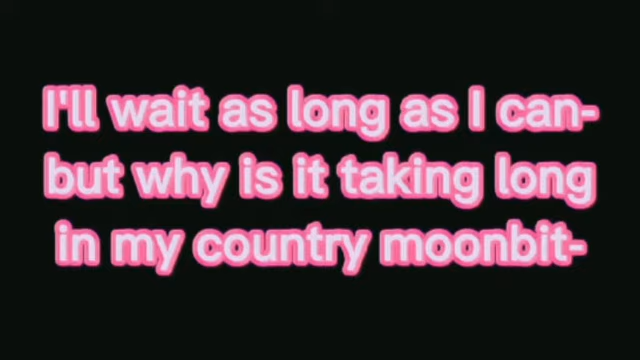 I'll wait as long as I can-
but why is it taking long
in my country moonbit-